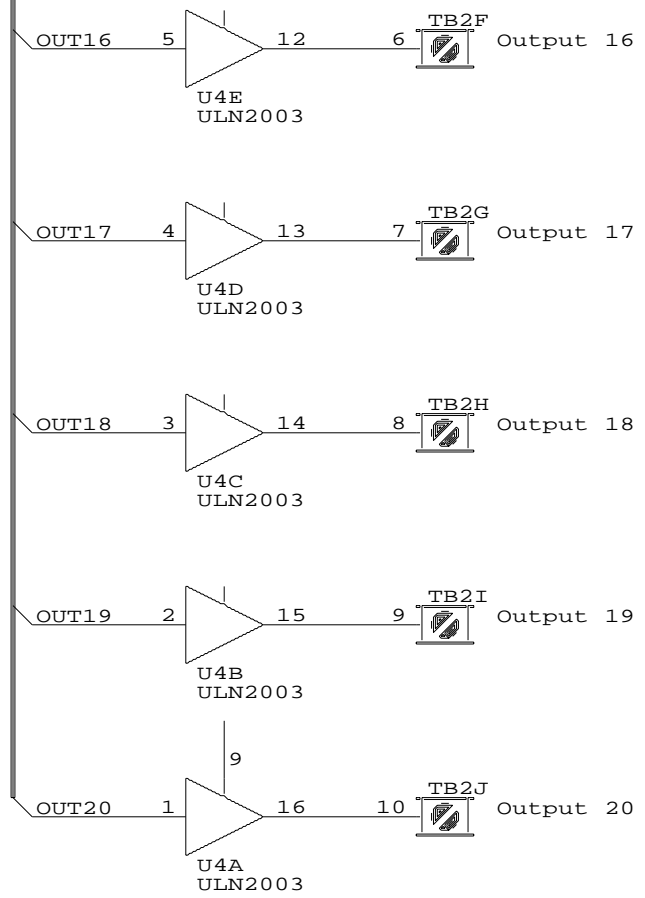 TB2F
OUT16 5 12 6 Output 16
U4E
ULN2003
TB2G
OUT17 4 13 7 Output 17
U4D
ULN2003
TB2H
OUT18 3 14 8 Output 18
U4C
ULN2003
TB2I
OUT19 2 15 9 Output 19
U4B
ULN2003
9
TB2J
OUT20 1 16 10 Output 20
U4A
ULN2003